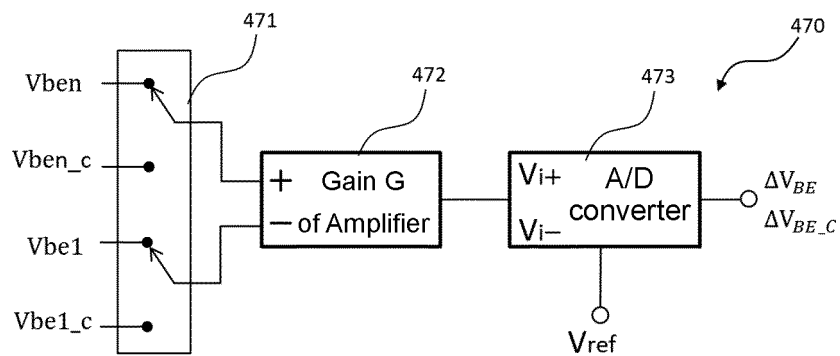 471
472
473
470
Vben
Vben_c
Vbe1
Vbe1_c
+ Gain G
− of Amplifier
Vi+ A/D
Vi− converter
ΔV_BE
ΔV_BE_C
Vref